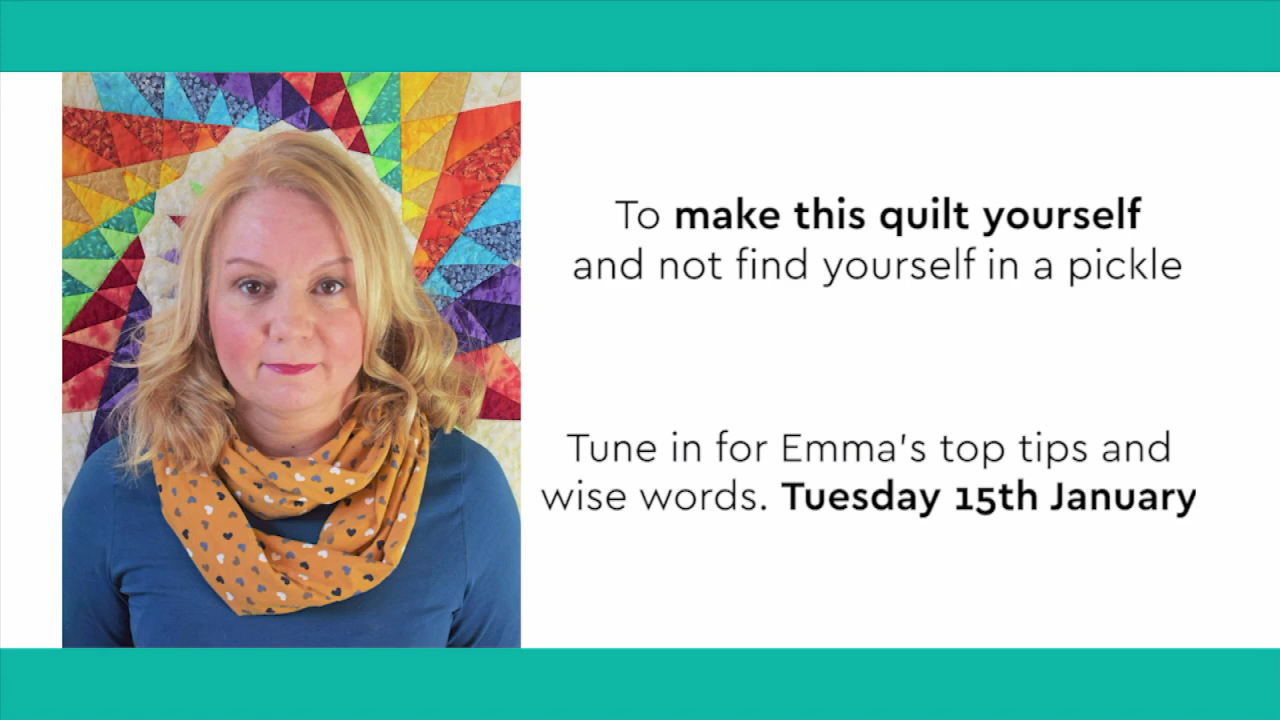 To make this quilt yourself
and not find yourself in a pickle
Tune in for Emma's top tips and
wise words. Tuesday 15th January